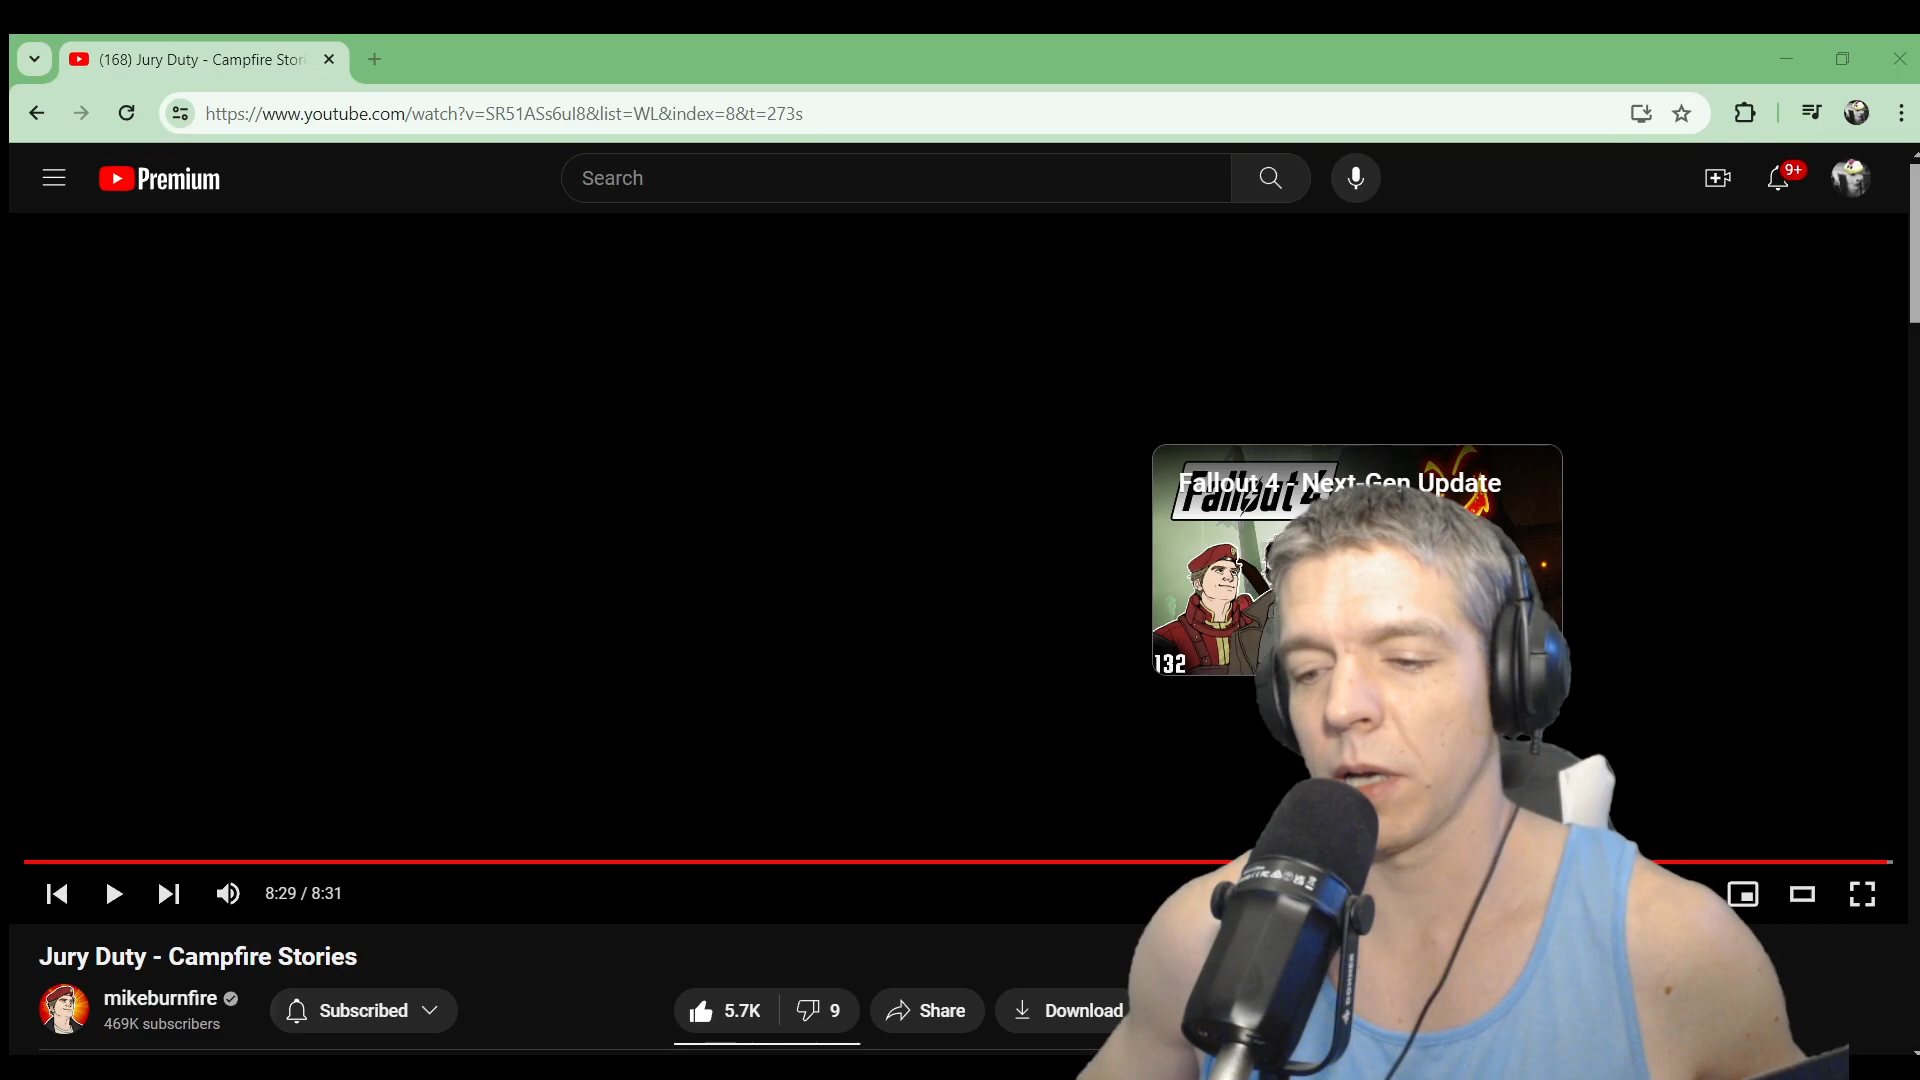 (168) Jury Duty - Campfire Stori
https://www.youtube.com/watch?v=SR51ASs6uI8&list=WL&index=8&t=273s
Premium
Search
9+
Fallout 4 - Next-Gen Update
Fallout 4
132
8:29 / 8:31
Jury Duty - Campfire Stories
mikeburnfire
469K subscribers
Subscribed
5.7K
9
Share
Download